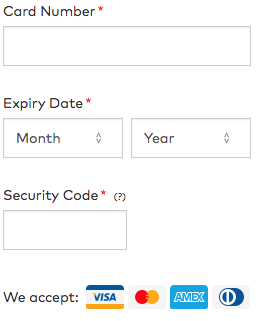 Card Number*
Expiry Date*
Month Year
Security Code* (?)
We accept: VISA AMEX